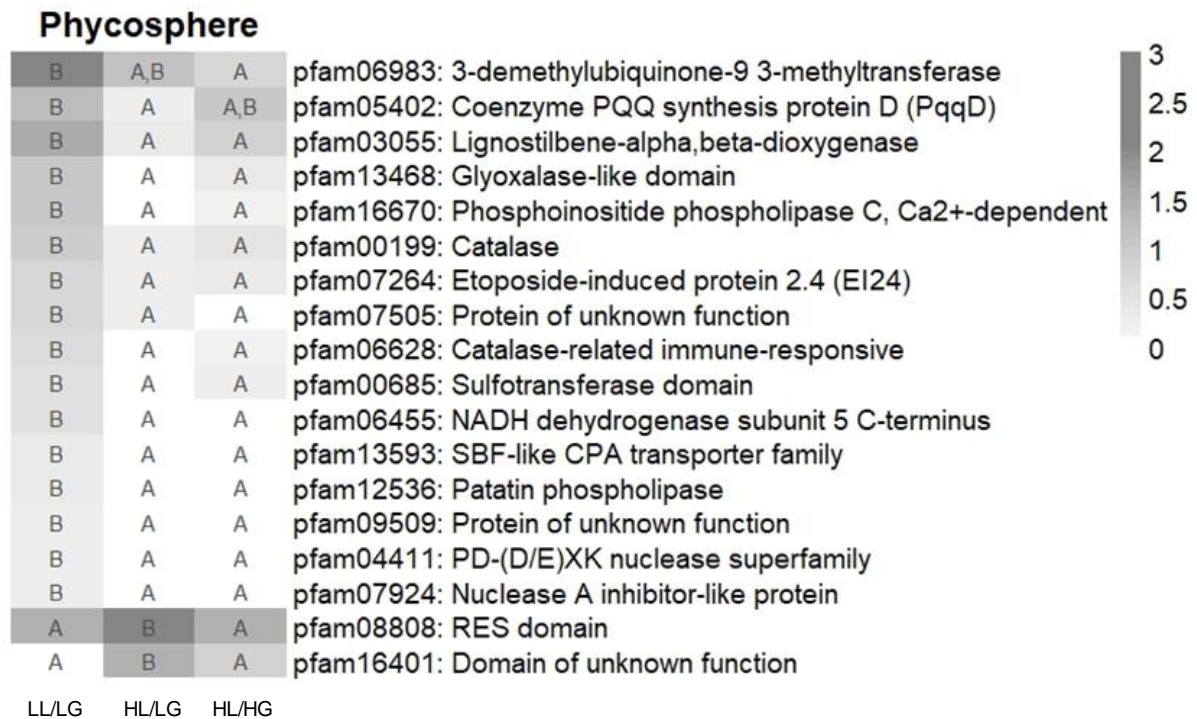 Phycosphere
B A,B A pfam06983: 3-demethylubiquinone-9 3-methyltransferase
B A A,B pfam05402: Coenzyme PQQ synthesis protein D (PqqD)
B A A pfam03055: Lignostilbene-alpha,beta-dioxygenase
B A A pfam13468: Glyoxalase-like domain
B A A pfam16670: Phosphoinositide phospholipase C, Ca2+-dependent
B A A pfam00199: Catalase
B A A pfam07264: Etoposide-induced protein 2.4 (EI24)
B A A pfam07505: Protein of unknown function
B A A pfam06628: Catalase-related immune-responsive
B A A pfam00685: Sulfotransferase domain
B A A pfam06455: NADH dehydrogenase subunit 5 C-terminus
B A A pfam13593: SBF-like CPA transporter family
B A A pfam12536: Patatin phospholipase
B A A pfam09509: Protein of unknown function
B A A pfam04411: PD-(D/E)XK nuclease superfamily
B A A pfam07924: Nuclease A inhibitor-like protein
A B A pfam08808: RES domain
A B A pfam16401: Domain of unknown function
LL/LG HL/LG HL/HG
3
2.5
2
1.5
1
0.5
0